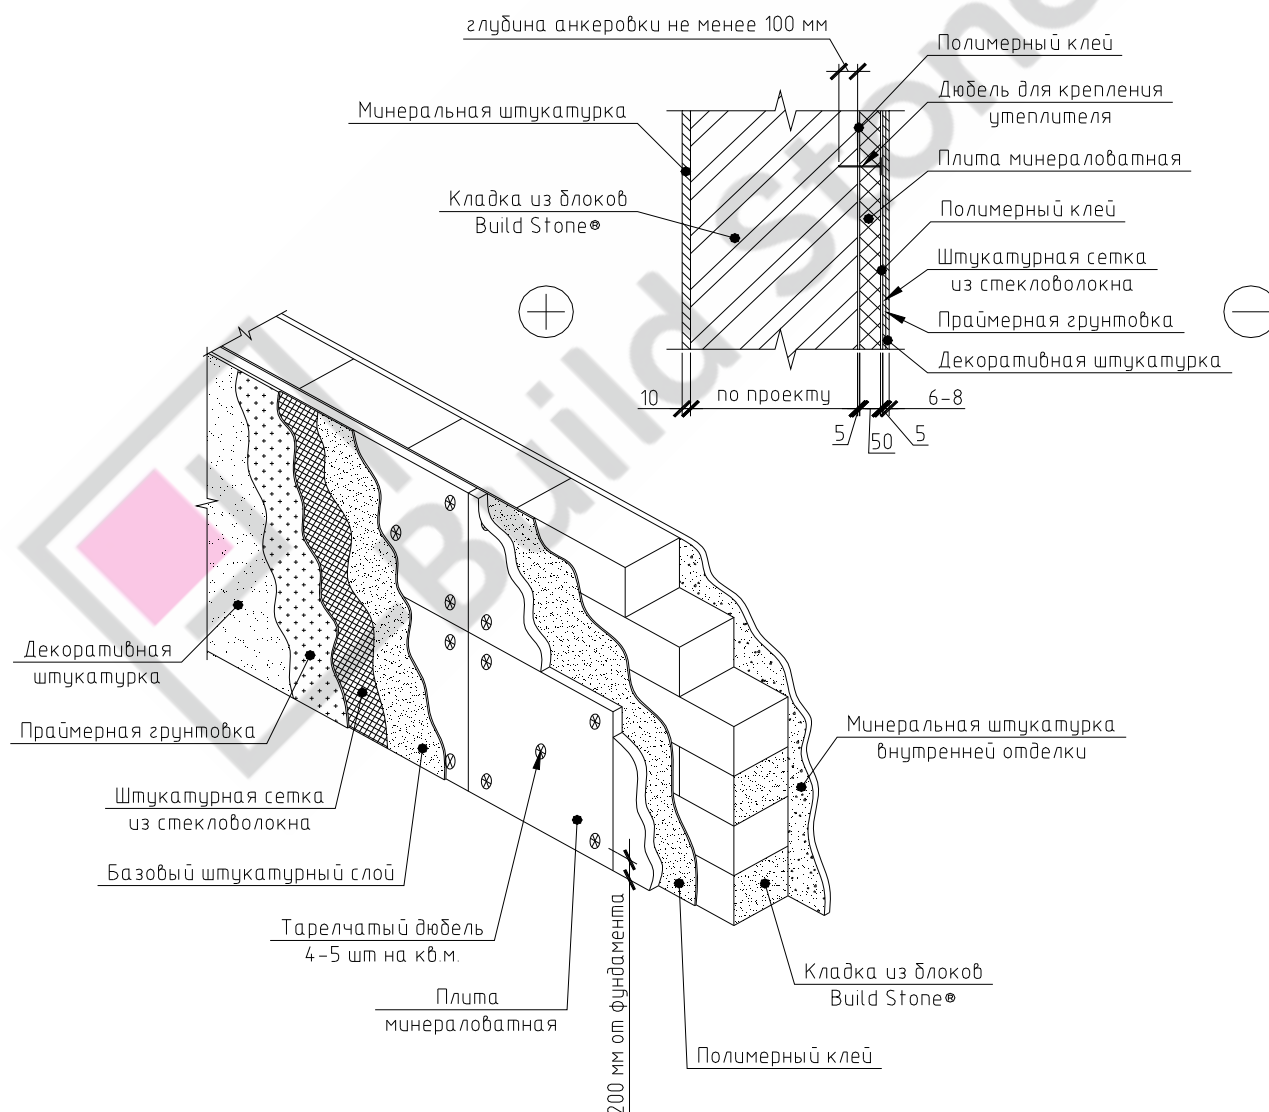 глубина анкеровки не менее 100 мм
Полимерный клей
Дюбель для крепления
утеплителя
Минеральная штукатурка
Плита минераловатная
Кладка из блоков
Build Stone®
Полимерный клей
Штукатурная сетка
из стекловолокна
Праймерная грунтовка
Декоративная штукатурка
10
по проекту
6-8
5
50
5
Build Stone
Декоративная
штукатурка
Праймерная грунтовка
Штукатурная сетка
из стекловолокна
Базовый штукатурный слой
Тарелчатый дюбель
4-5 шт на кв.м.
Плита
минераловатная
200 мм от фундамента
Минеральная штукатурка
внутренней отделки
Кладка из блоков
Build Stone®
Полимерный клей